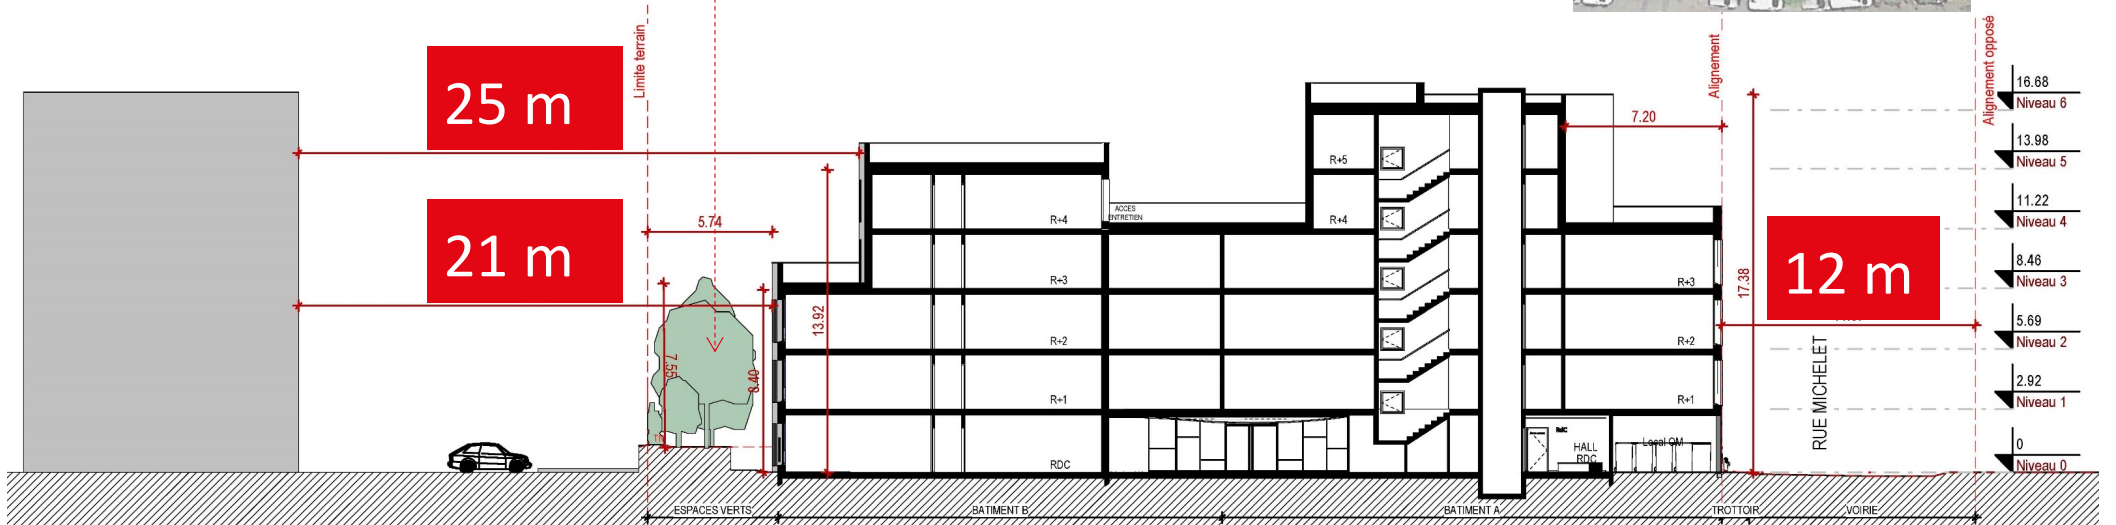 Limite terrain
25 m
21 m
5.74
7.55
8.40
13.92
R+4
R+3
R+2
R+1
RDC
ACCES
ENTRETIEN
R+5
R+4
7.20
Alignement
Alignement opposé
17.38
12 m
R+3
R+2
R+1
HALL
RDC
Local OM
RUE MICHELET
16.68
Niveau 6
13.98
Niveau 5
11.22
Niveau 4
8.46
Niveau 3
5.69
Niveau 2
2.92
Niveau 1
0
Niveau 0
ESPACES VERTS
BATIMENT B
BATIMENT A
TROTTOIR
VOIRIE